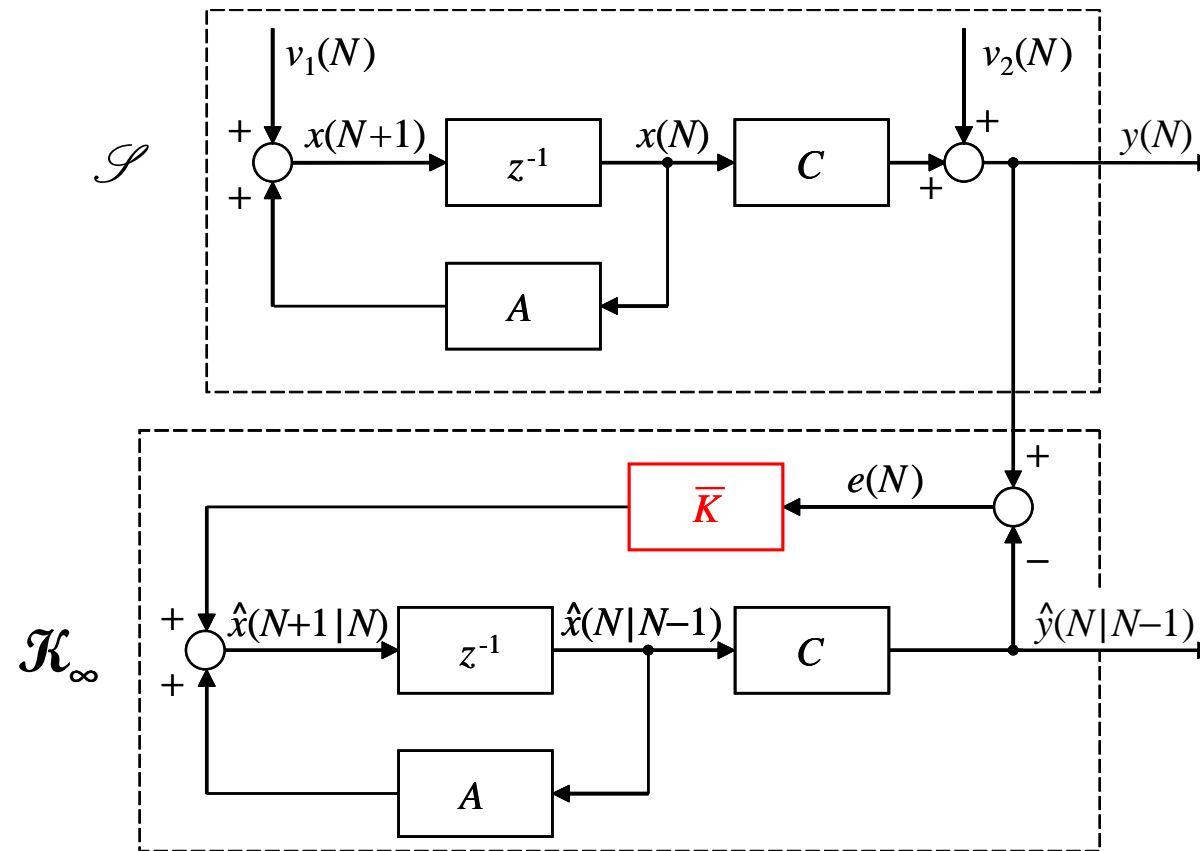 v₁(N)
v₂(N)
+
x(N+1)
x(N)
+
y(N)
𝒮
z⁻¹
C
+
+
A
+
e(N)
K̅
−
+
x̂(N+1|N)
x̂(N|N−1)
ŷ(N|N−1)
𝒦∞
z⁻¹
C
+
A